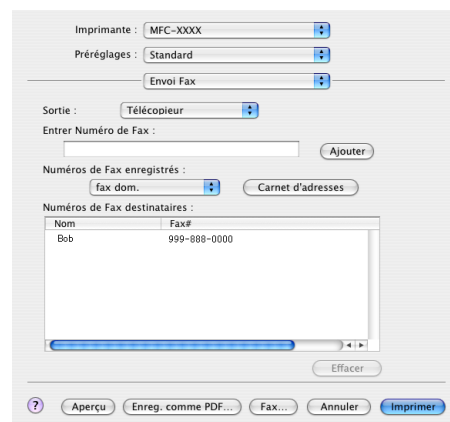 Imprimante : MFC-XXXX
Préréglages : Standard
Envoi Fax
Sortie : Télécopieur
Entrer Numéro de Fax :
Ajouter
Numéros de Fax enregistrés :
fax dom. Carnet d'adresses
Numéros de Fax destinataires :
Nom Fax#
Bob 999-888-0000
Effacer
? Aperçu Enreg. comme PDF... Fax... Annuler Imprimer